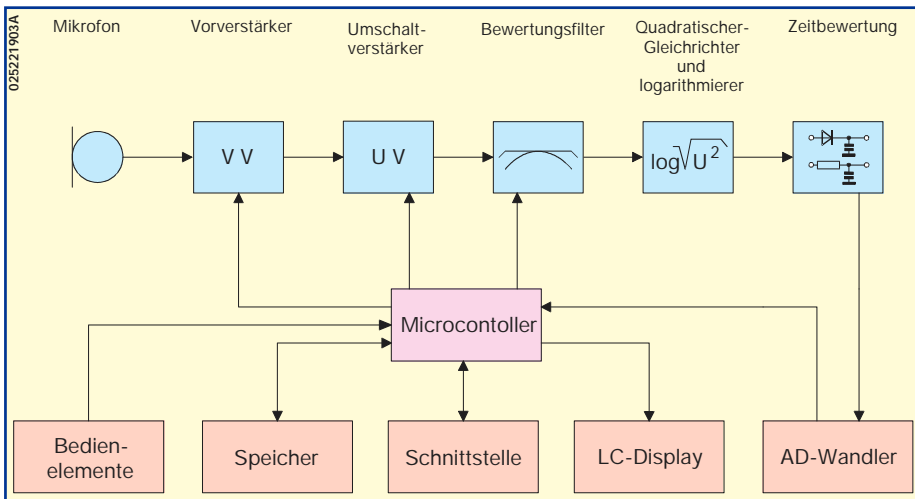 025221903A
Mikrofon
Vorverstärker
Umschalt-
verstärker
Bewertungsfilter
Quadratischer-
Gleichrichter
und
logarithmierer
Zeitbewertung
V V
U V
log√U²
Microcontoller
Bedien-
elemente
Speicher
Schnittstelle
LC-Display
AD-Wandler